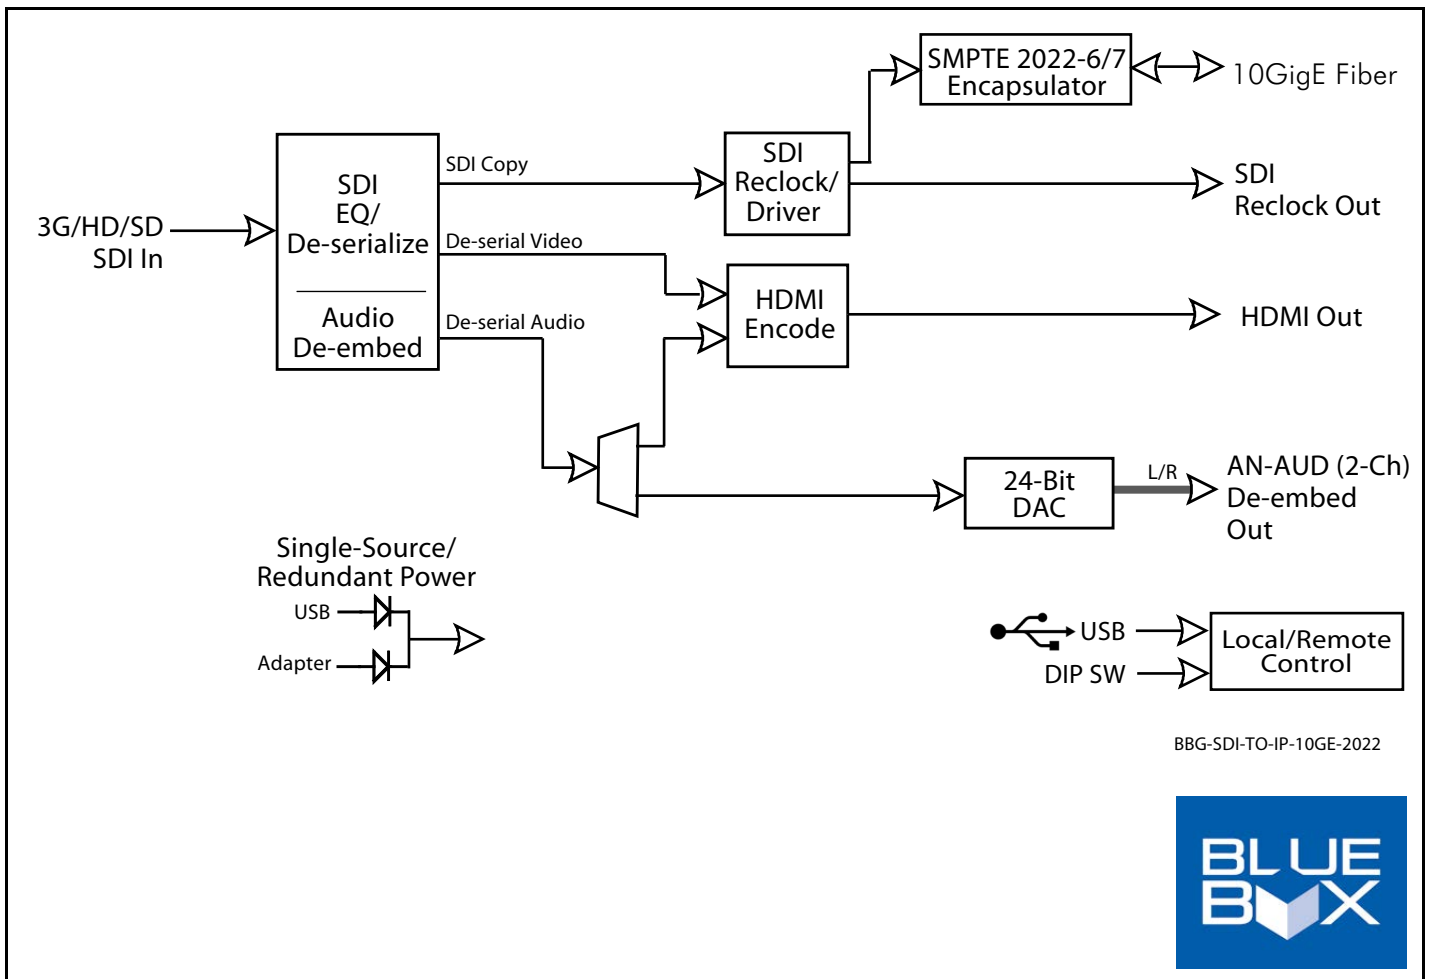 SMPTE 2022-6/7
Encapsulator
10GigE Fiber
SDI
EQ/
De-serialize
Audio
De-embed
SDI Copy
SDI
Reclock/
Driver
SDI
Reclock Out
3G/HD/SD
SDI In
De-serial Video
De-serial Audio
HDMI
Encode
HDMI Out
24-Bit
DAC
L/R
AN-AUD (2-Ch)
De-embed
Out
Single-Source/
Redundant Power
USB
Adapter
USB
DIP SW
Local/Remote
Control
BBG-SDI-TO-IP-10GE-2022
BLUE
BOX